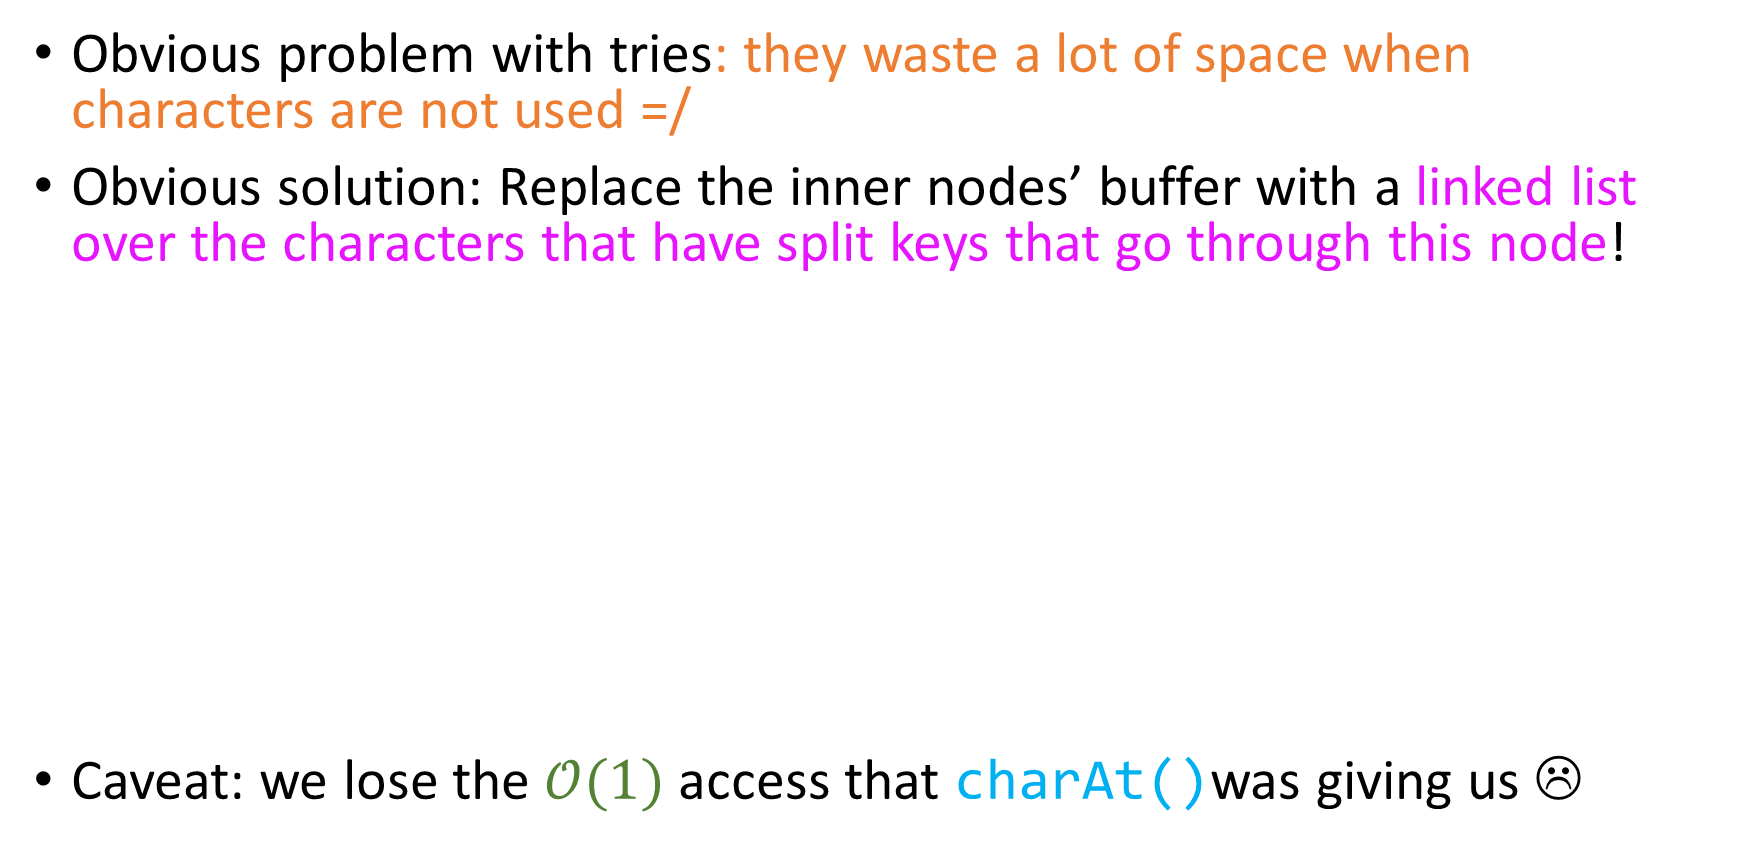 • Obvious problem with tries: they waste a lot of space when
characters are not used =/
• Obvious solution: Replace the inner nodes’ buffer with a linked list
over the characters that have split keys that go through this node!
• Caveat: we lose the 𝒪(1) access that charAt()was giving us ☹